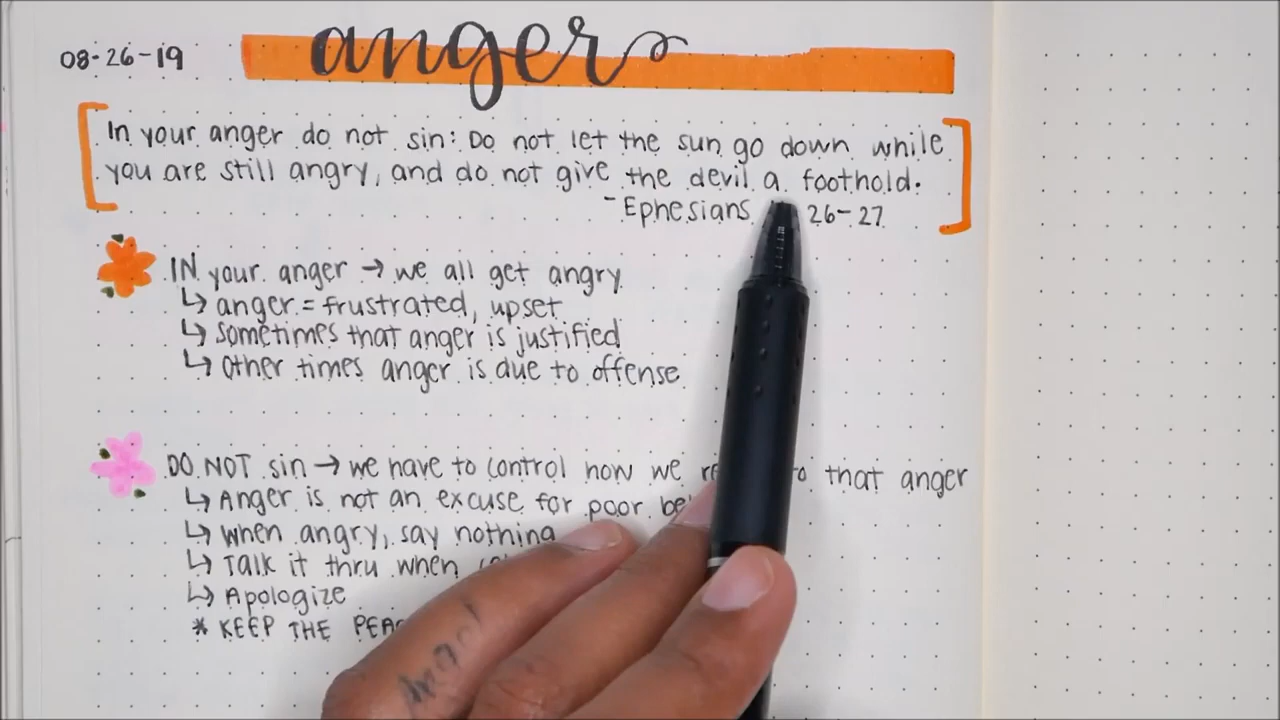 08-26-19
anger
In your anger do not sin: Do not let the sun go down while
you are still angry, and do not give the devil a foothold.
- Ephesians 26-27
IN your anger → we all get angry
↳ anger = frustrated, upset
↳ sometimes that anger is justified
↳ Other times anger is due to offense
DO NOT sin → we have to control how we to that anger
↳ Anger is not an excuse for poor
↳ when angry, say nothing
↳ Talk it thru when
↳ Apologize
* KEEP THE